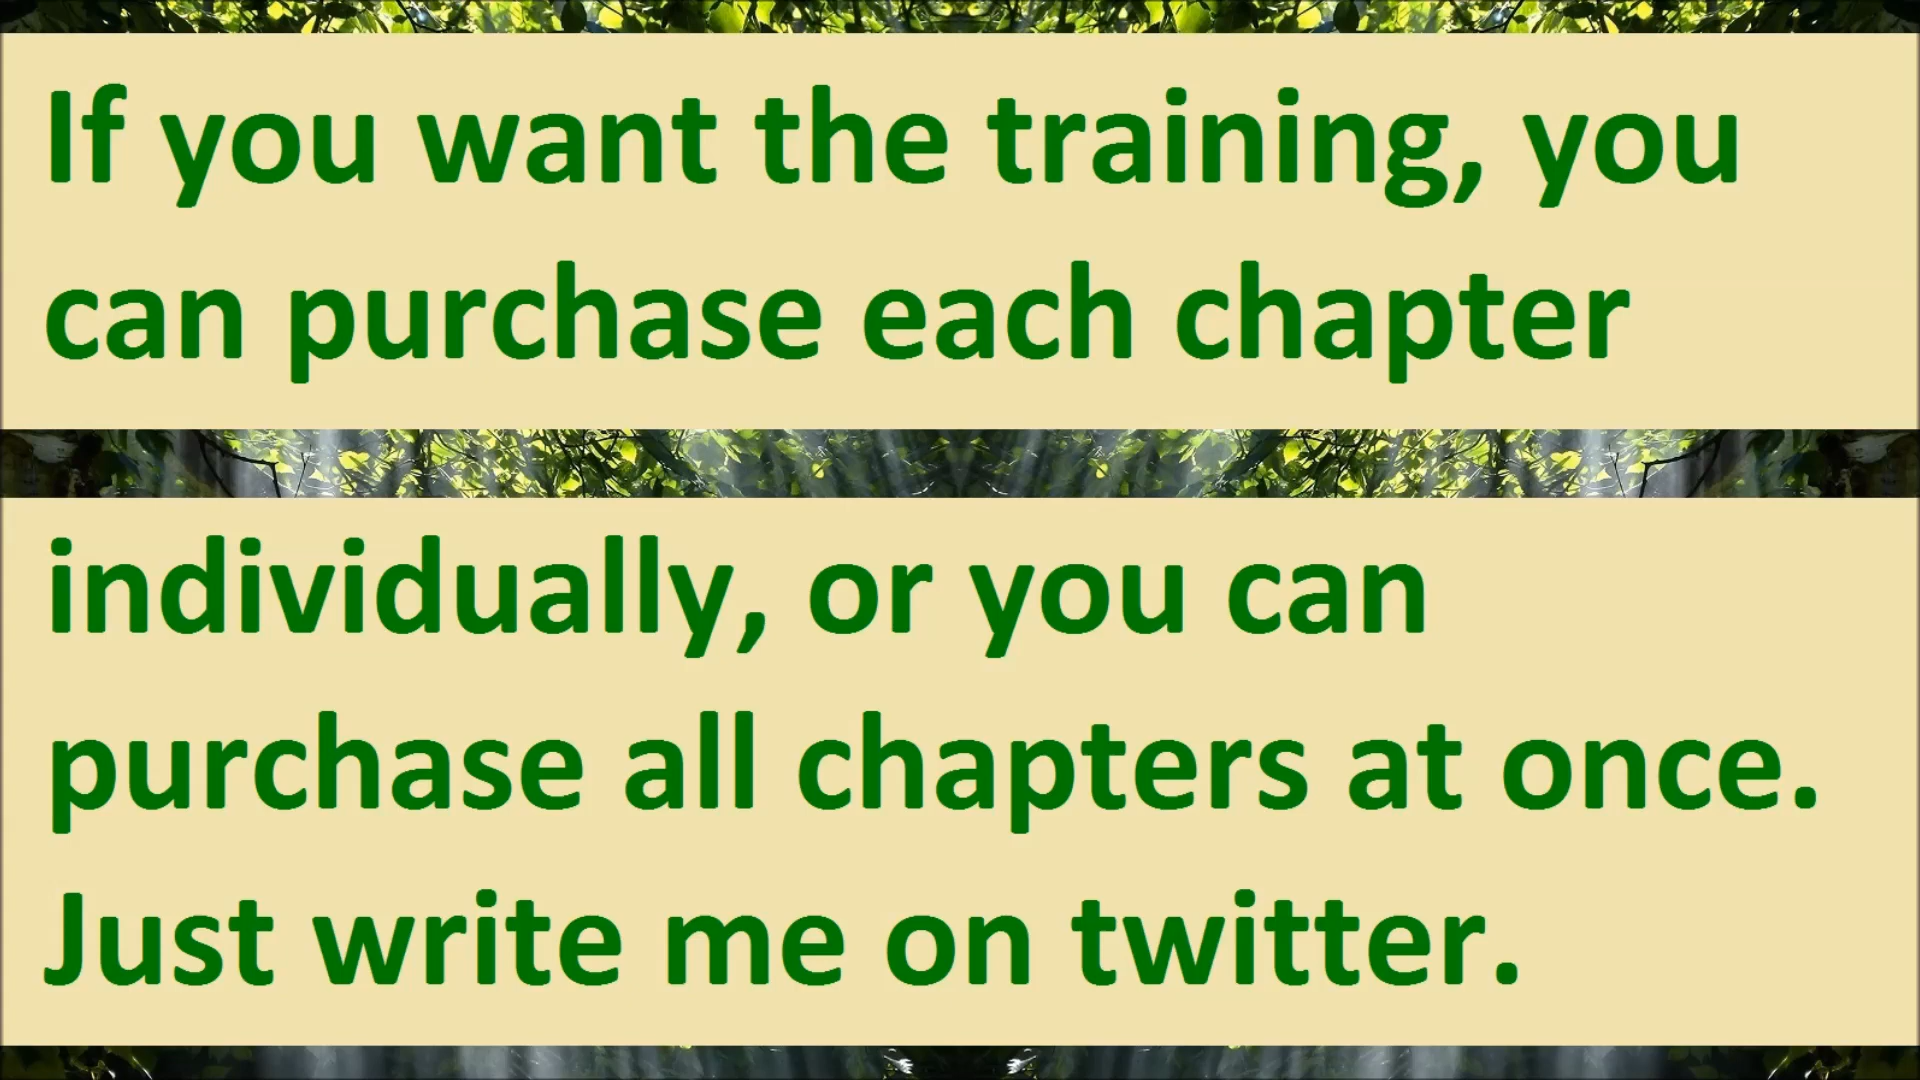 If you want the training, you
can purchase each chapter
individually, or you can
purchase all chapters at once.
Just write me on twitter.